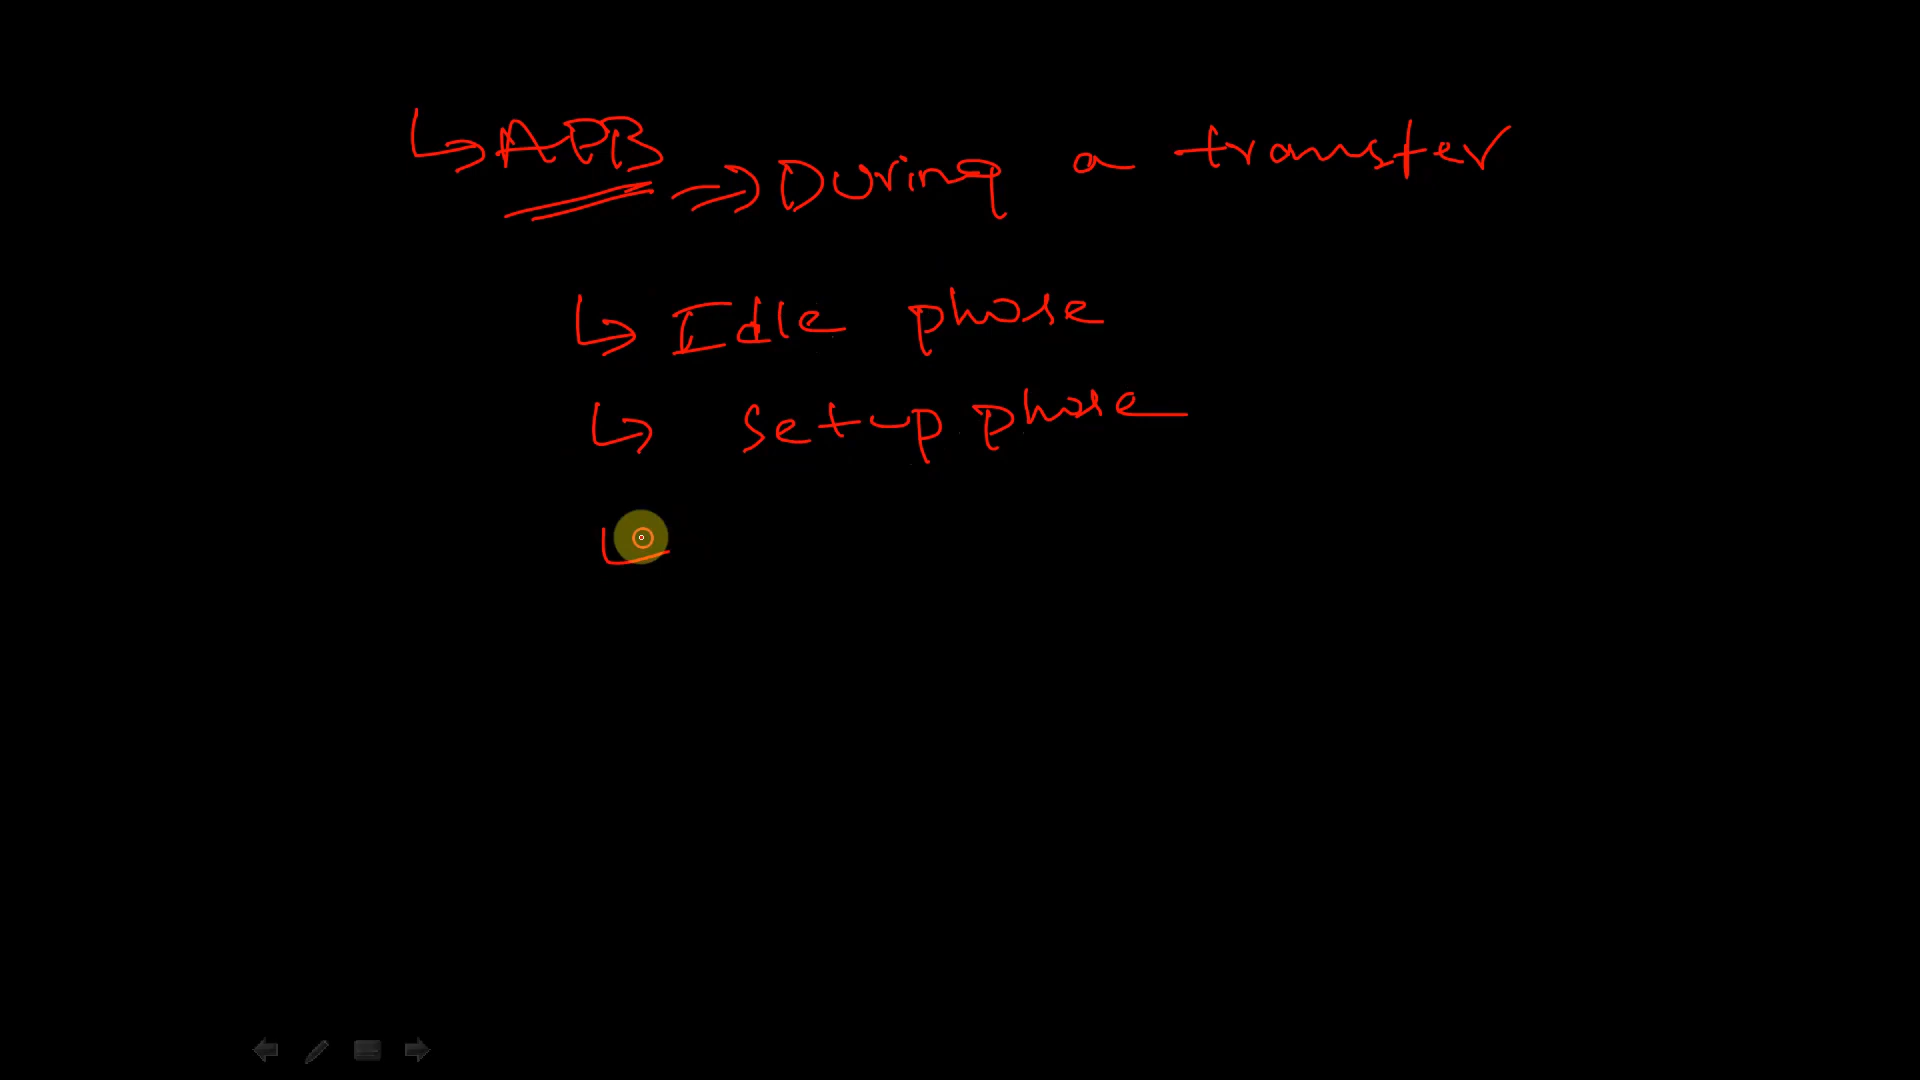 APB => During a transfer
Idle phase
Setup phase